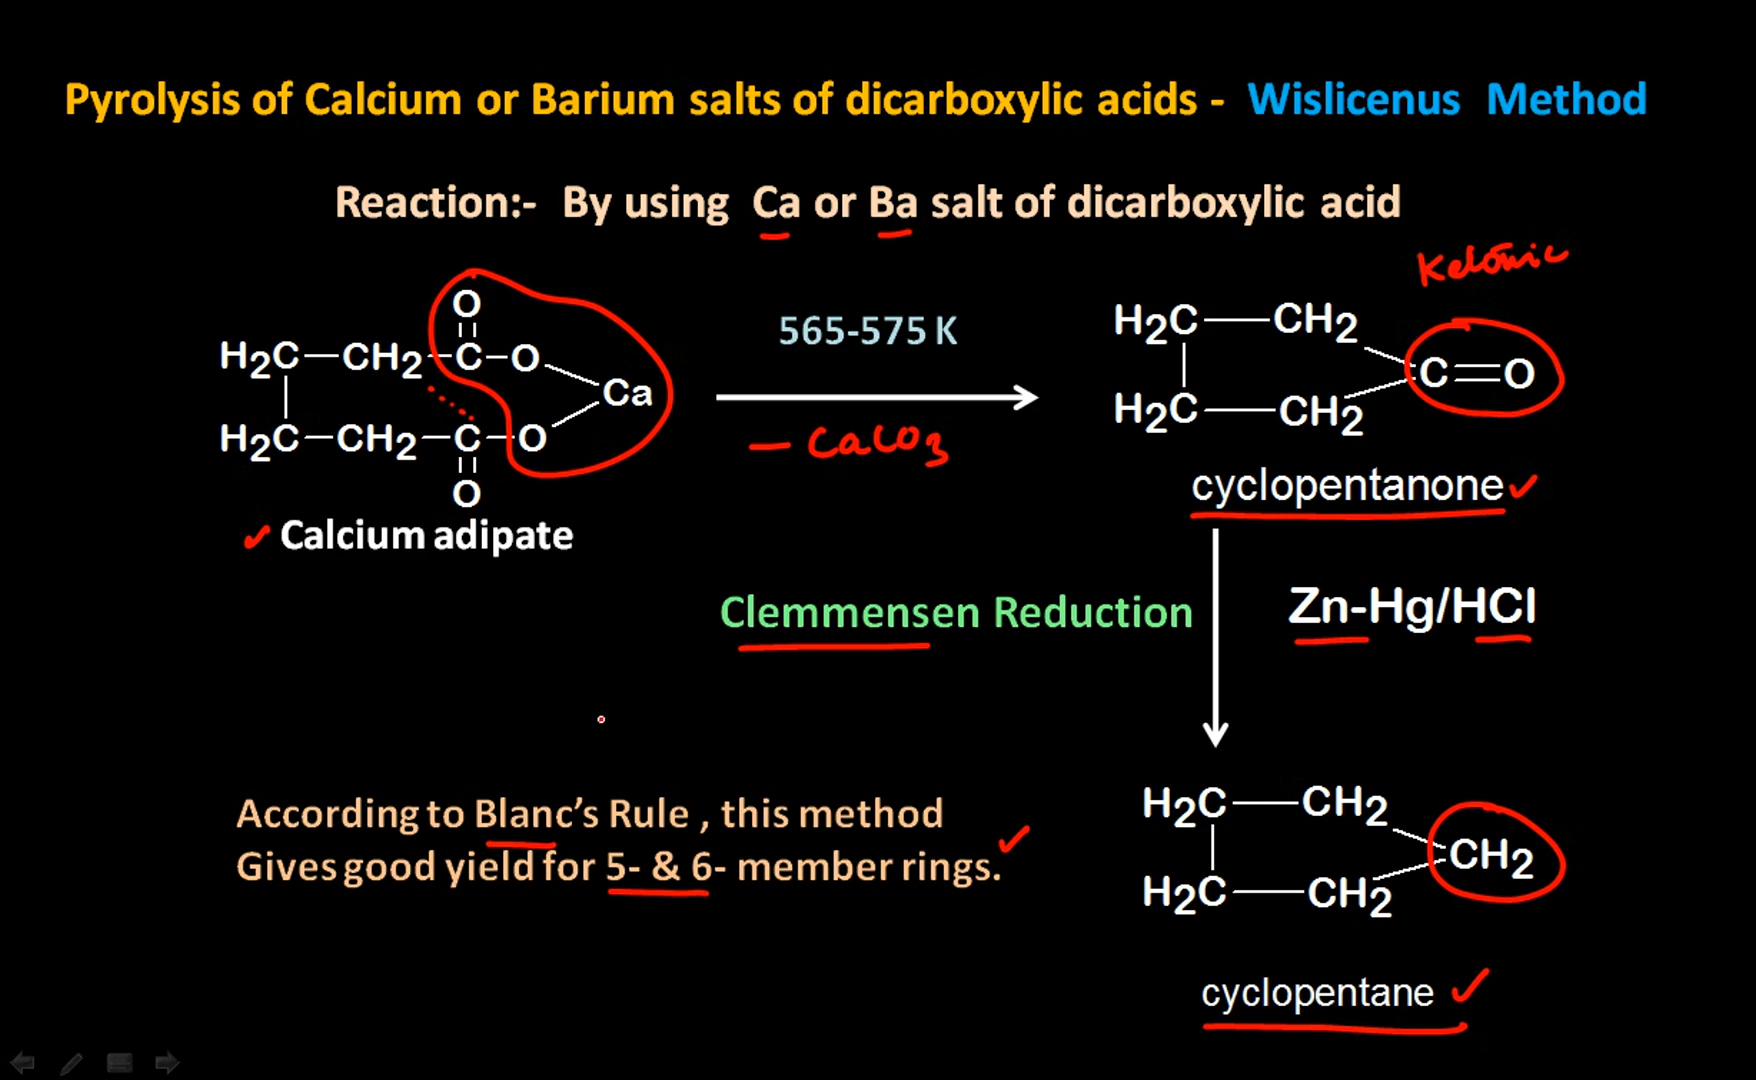 Pyrolysis of Calcium or Barium salts of dicarboxylic acids - Wislicenus Method
Reaction:- By using Ca or Ba salt of dicarboxylic acid
Ketonic
O
H2C—CH2—C—O
Ca
H2C—CH2—C—O
O
Calcium adipate
565-575 K
— CaCO3
H2C—CH2
C=O
H2C—CH2
cyclopentanone
Clemmensen Reduction
Zn-Hg/HCl
According to Blanc's Rule , this method
Gives good yield for 5- & 6- member rings.
H2C—CH2
CH2
H2C—CH2
cyclopentane